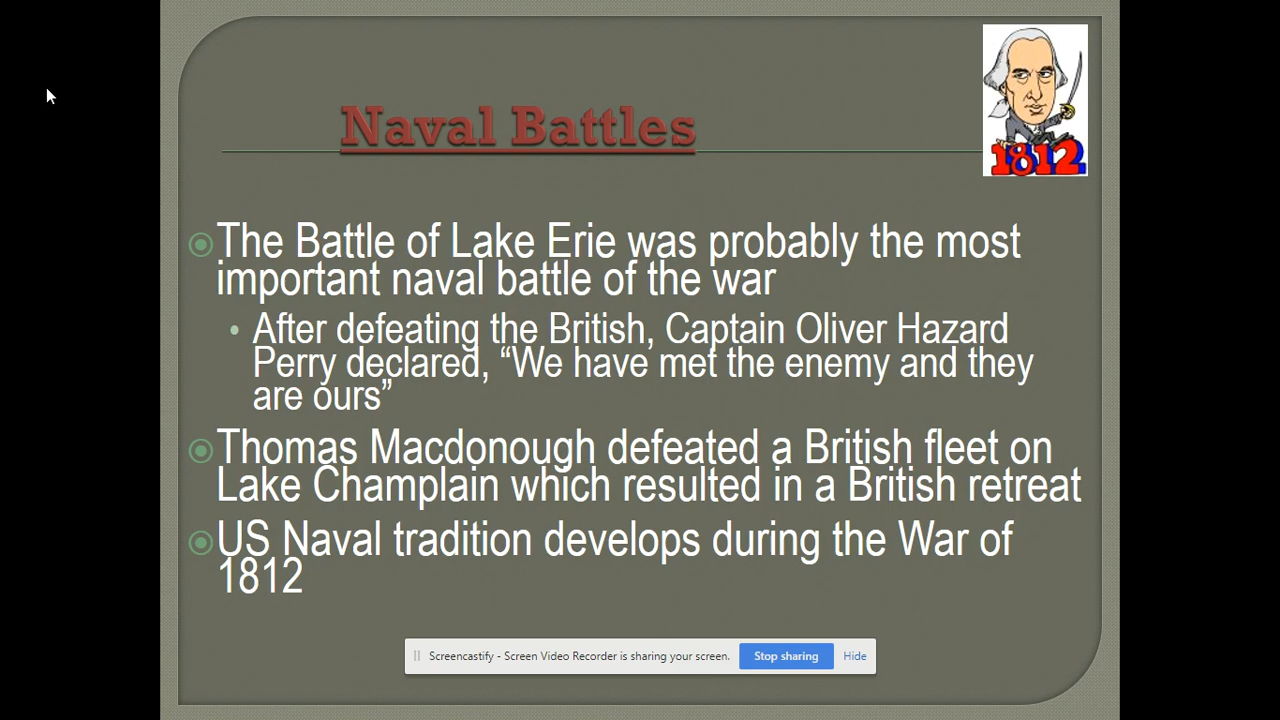 Naval Battles
1812
The Battle of Lake Erie was probably the most
important naval battle of the war
After defeating the British, Captain Oliver Hazard
Perry declared, “We have met the enemy and they
are ours”
Thomas Macdonough defeated a British fleet on
Lake Champlain which resulted in a British retreat
US Naval tradition develops during the War of
1812
Screencastify - Screen Video Recorder is sharing your screen. Stop sharing Hide